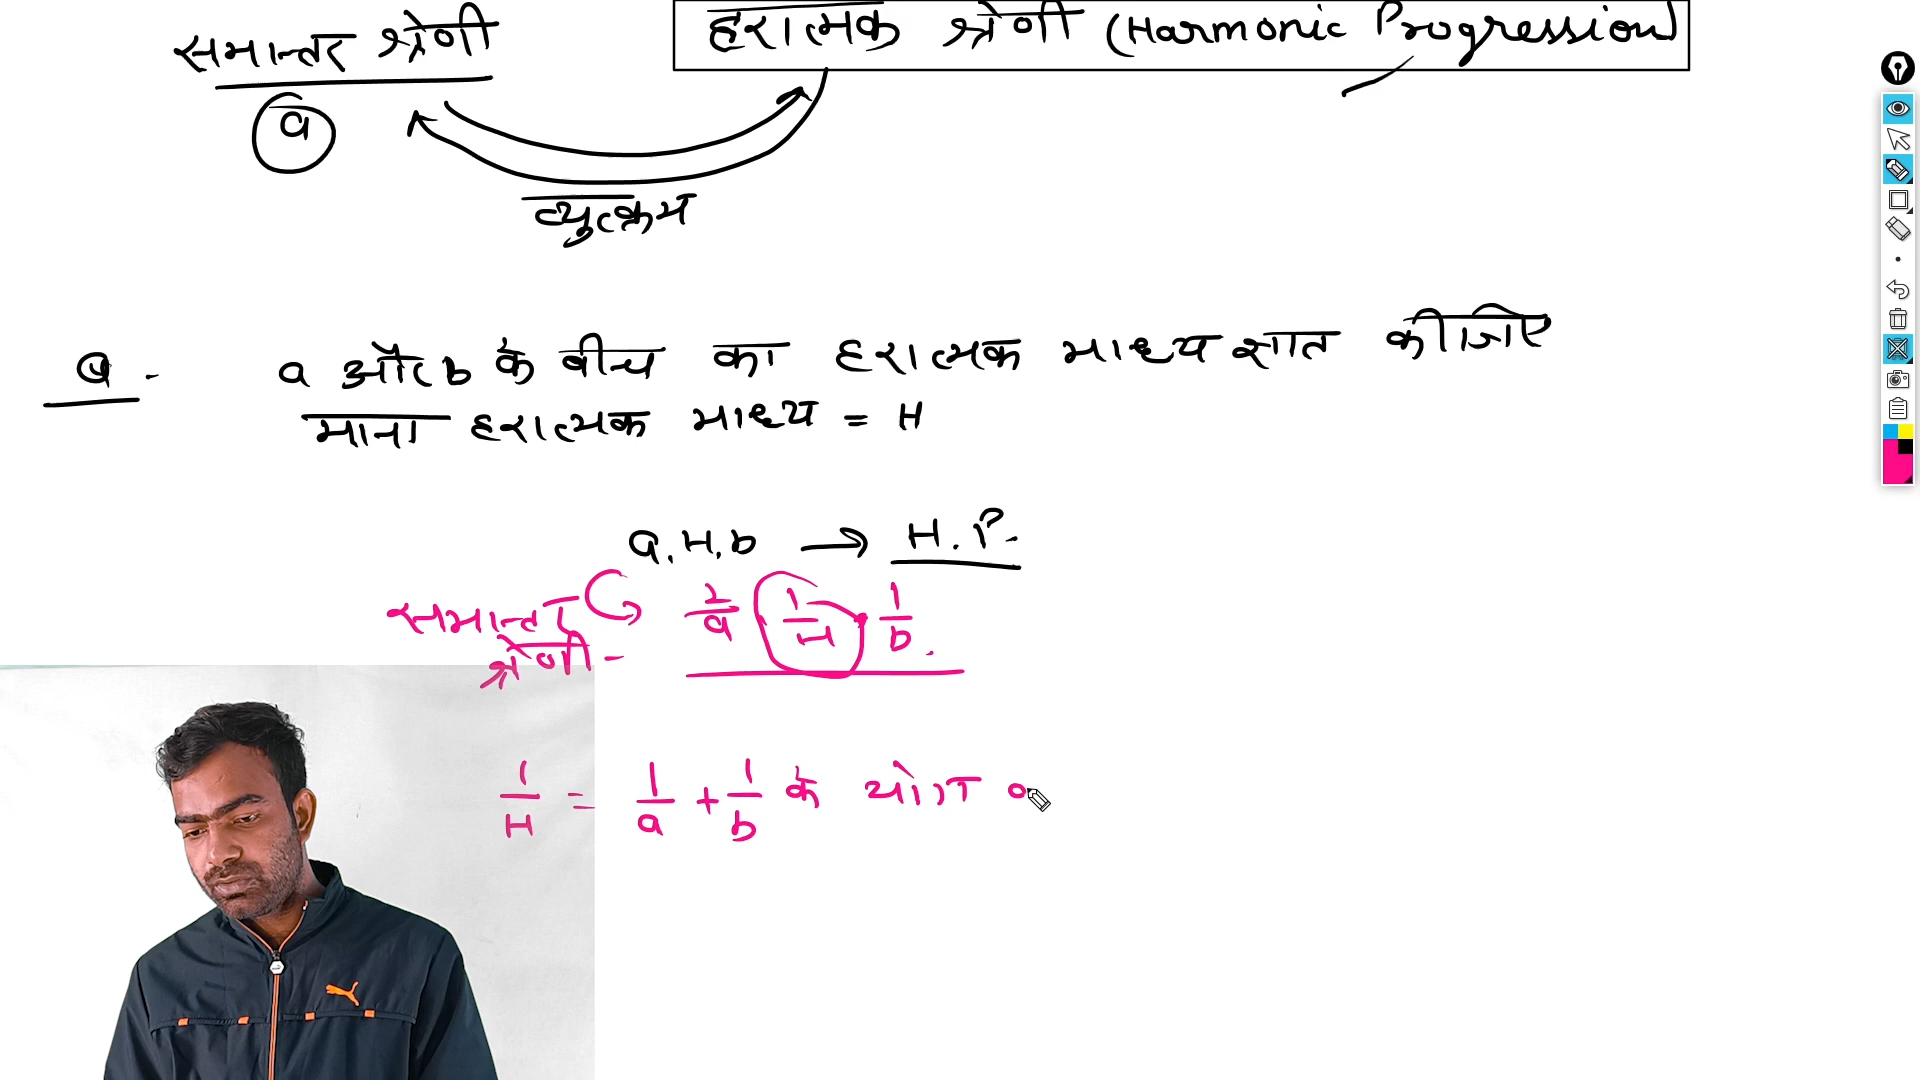 समान्तर श्रेणी हरात्मक श्रेणी (Harmonic Progression)
a
व्युत्क्रम
Q. a और b के बीच का हरात्मक माध्य ज्ञात कीजिए
माना हरात्मक माध्य = H
a, H, b → H.P.
समान्तर श्रेणी - 1/a, 1/H, 1/b.
1/H = 1/a + 1/b के योग